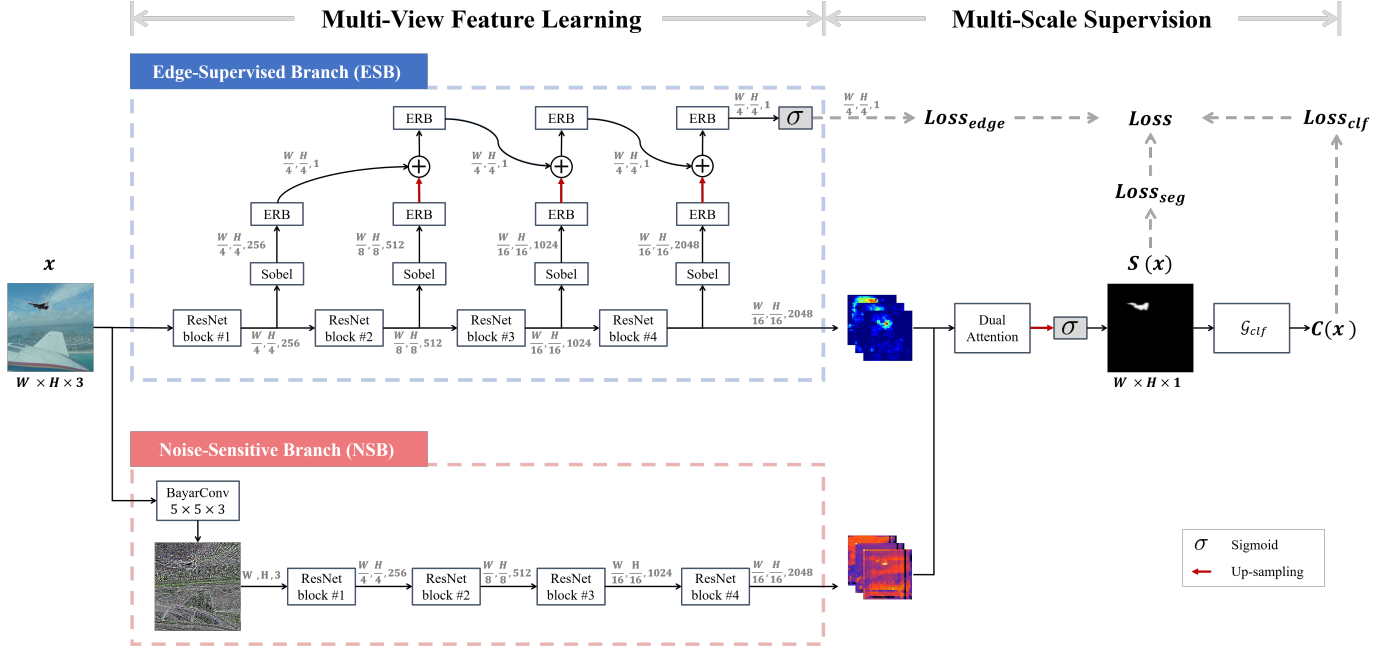 Multi-View Feature Learning
Multi-Scale Supervision
Edge-Supervised Branch (ESB)
ERB
ERB
ERB
W/4, H/4, 1
σ
W/4, H/4, 1
Loss_edge
Loss
Loss_clf
W/4, H/4, 1
+
W/4, H/4, 1
+
W/4, H/4, 1
+
Loss_seg
ERB
ERB
ERB
ERB
W/4, H/4, 256
W/8, H/8, 512
W/16, H/16, 1024
W/16, H/16, 2048
x
Sobel
Sobel
Sobel
Sobel
S(x)
ResNet
block #1
W/4, H/4, 256
ResNet
block #2
W/8, H/8, 512
ResNet
block #3
W/16, H/16, 1024
ResNet
block #4
W/16, H/16, 2048
Dual
Attention
σ
𝒢_clf
C(x)
W × H × 3
W × H × 1
Noise-Sensitive Branch (NSB)
BayarConv
5 × 5 × 3
W, H, 3
ResNet
block #1
W/4, H/4, 256
ResNet
block #2
W/8, H/8, 512
ResNet
block #3
W/16, H/16, 1024
ResNet
block #4
W/16, H/16, 2048
σ Sigmoid
Up-sampling